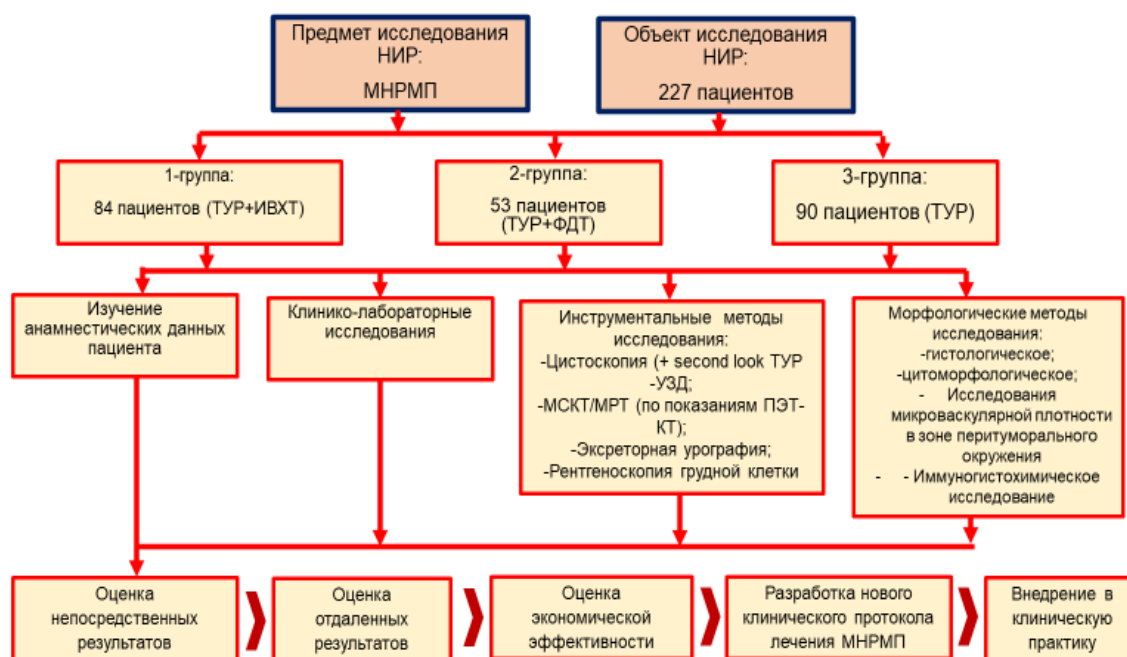 Предмет исследования
НИР:
МНРМП
Объект исследования
НИР:
227 пациентов
1-группа:
84 пациентов (ТУР+ИВХТ)
2-группа:
53 пациентов
(ТУР+ФДТ)
3-группа:
90 пациентов (ТУР)
Изучение
анамнестических данных
пациента
Клинико-лабораторные
исследования
Инструментальные методы
исследования:
-Цистоскопия (+ second look ТУР
-УЗД;
-МСКТ/МРТ (по показаниям ПЭТ-
КТ);
-Эксреторная урография;
-Рентгеноскопия грудной клетки
Морфологические методы
исследования:
-гистологическое;
-цитоморфологическое;
- Исследования
микроваскулярной плотности
в зоне перитуморального
окружения
- - Иммуногистохимическое
исследование
Оценка
непосредственных
результатов
Оценка
отдаленных
результатов
Оценка
экономической
эффективности
Разработка нового
клинического протокола
лечения МНРМП
Внедрение в
клиническую
практику